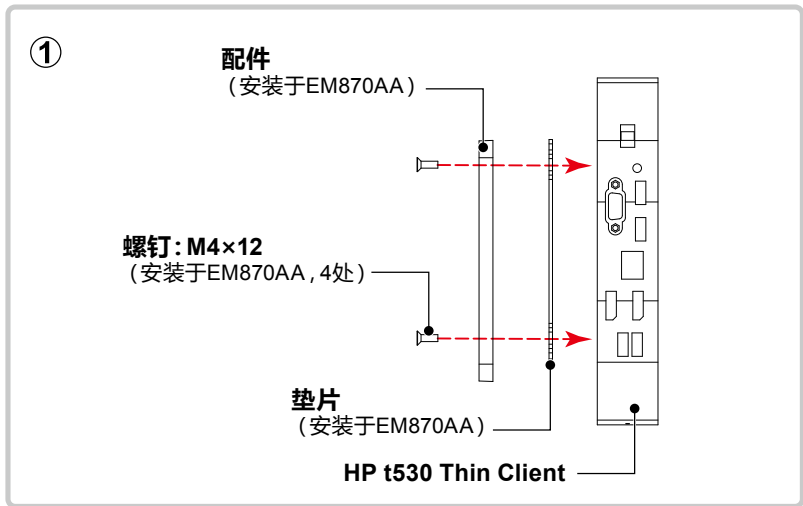 ①
配件
（安装于EM870AA）
螺钉：M4×12
（安装于EM870AA，4处）
垫片
（安装于EM870AA）
HP t530 Thin Client